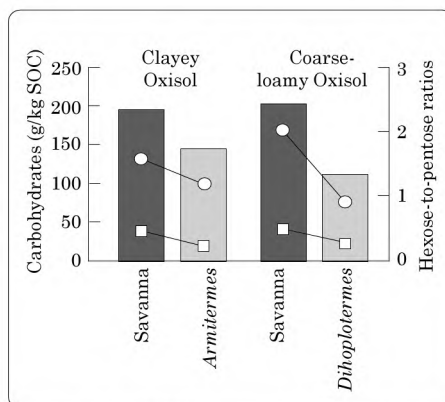 Clayey
Oxisol
Coarse-
loamy Oxisol
Carbohydrates (g/kg SOC)
250
200
150
100
50
0
3
2
1
0
Hexose-to-pentose ratios
Savanna
Armitermes
Savanna
Dihoplotermes